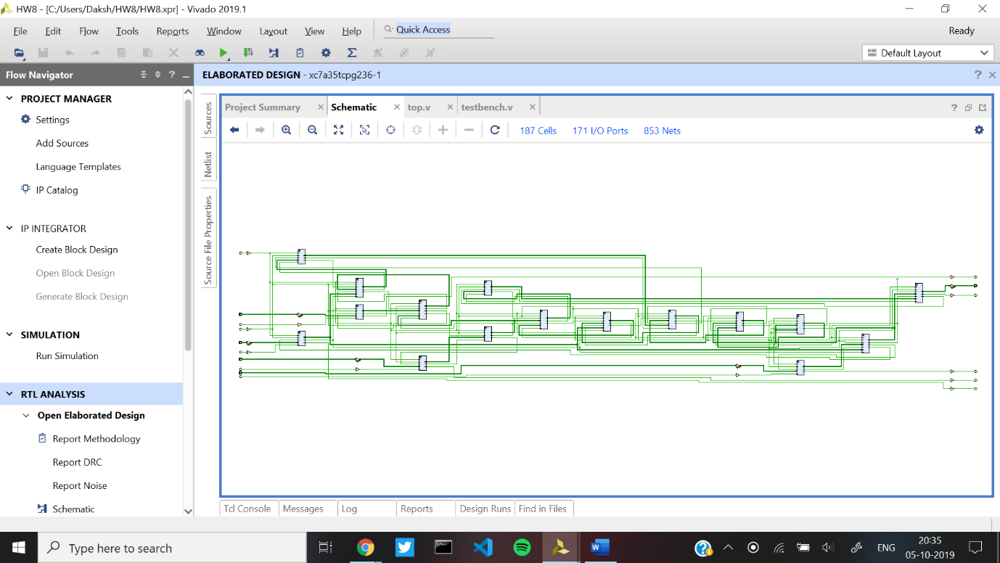 HW8 - [C:/Users/Daksh/HW8/HW8.xpr] - Vivado 2019.1
File Edit Flow Tools Reports Window Layout View Help Quick Access Ready
Default Layout
Flow Navigator
ELABORATED DESIGN - xc7a35tcpg236-1
PROJECT MANAGER
Settings
Add Sources
Language Templates
IP Catalog
IP INTEGRATOR
Create Block Design
Open Block Design
Generate Block Design
SIMULATION
Run Simulation
RTL ANALYSIS
Open Elaborated Design
Report Methodology
Report DRC
Report Noise
Schematic
Sources
Netlist
Source File Properties
Project Summary Schematic top.v testbench.v
187 Cells 171 I/O Ports 853 Nets
Tcl Console Messages Log Reports Design Runs Find in Files
Type here to search
ENG
20:35
05-10-2019